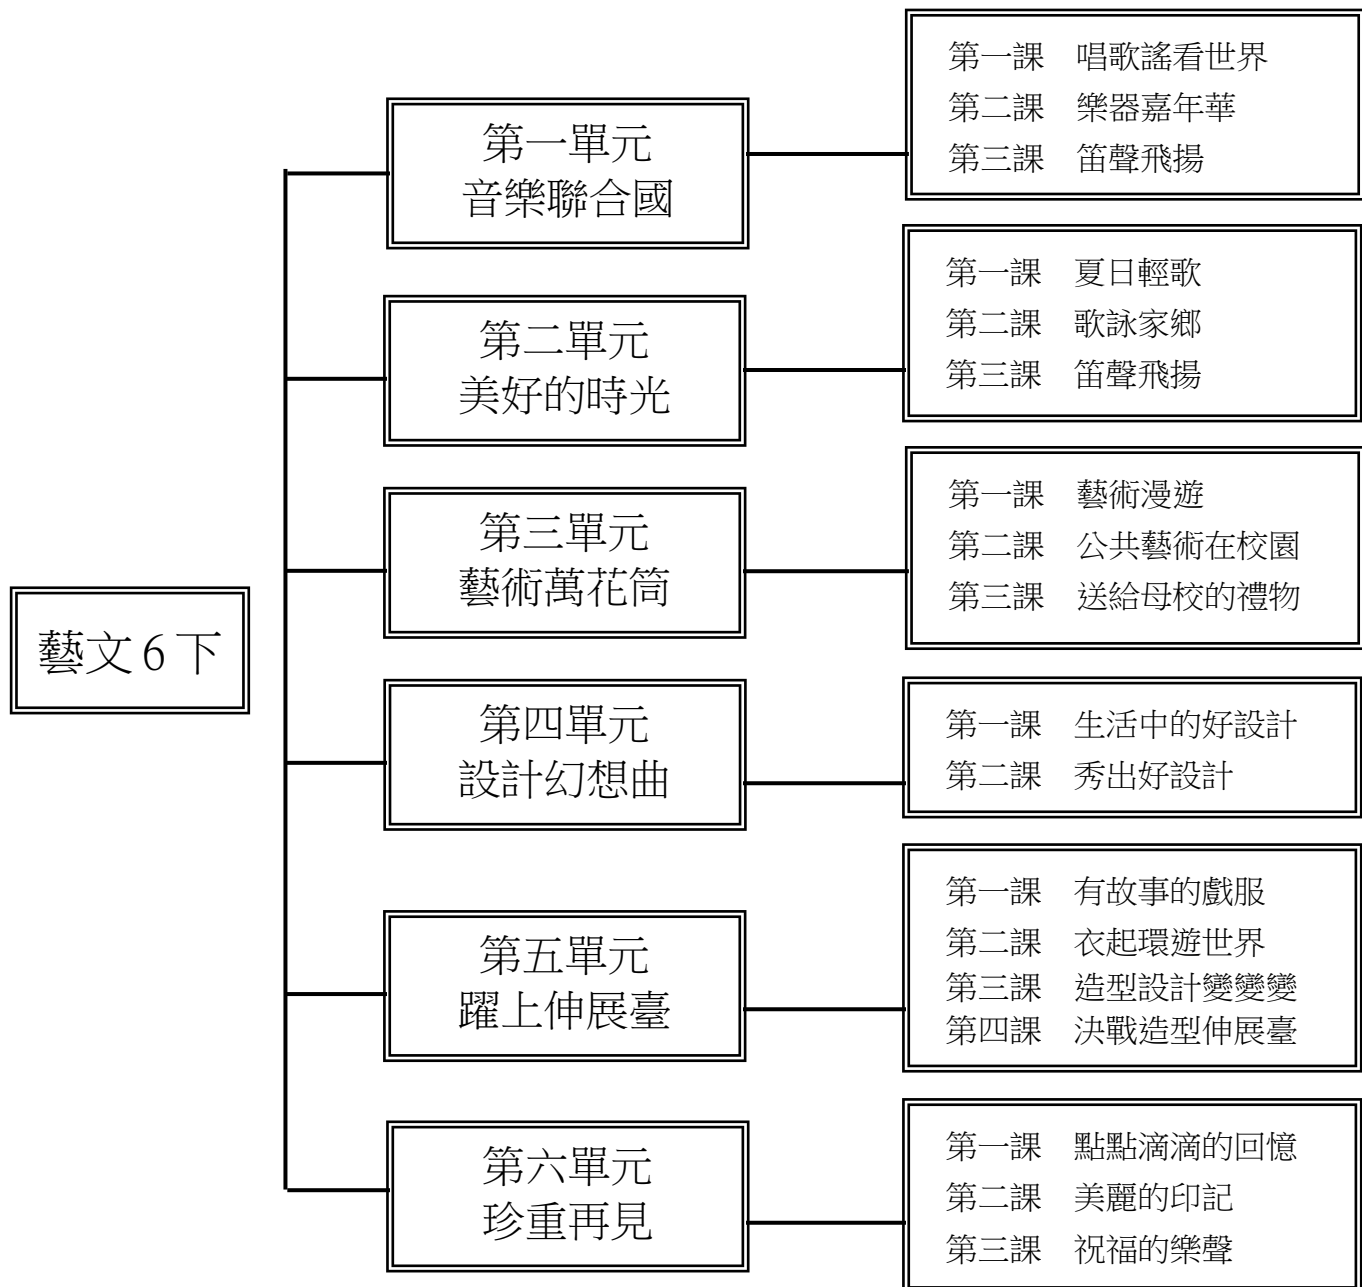 藝文6下
第一單元
音樂聯合國
第一課　唱歌謠看世界
第二課　樂器嘉年華
第三課　笛聲飛揚
第二單元
美好的時光
第一課　夏日輕歌
第二課　歌詠家鄉
第三課　笛聲飛揚
第三單元
藝術萬花筒
第一課　藝術漫遊
第二課　公共藝術在校園
第三課　送給母校的禮物
第四單元
設計幻想曲
第一課　生活中的好設計
第二課　秀出好設計
第五單元
躍上伸展臺
第一課　有故事的戲服
第二課　衣起環遊世界
第三課　造型設計變變變
第四課　決戰造型伸展臺
第六單元
珍重再見
第一課　點點滴滴的回憶
第二課　美麗的印記
第三課　祝福的樂聲